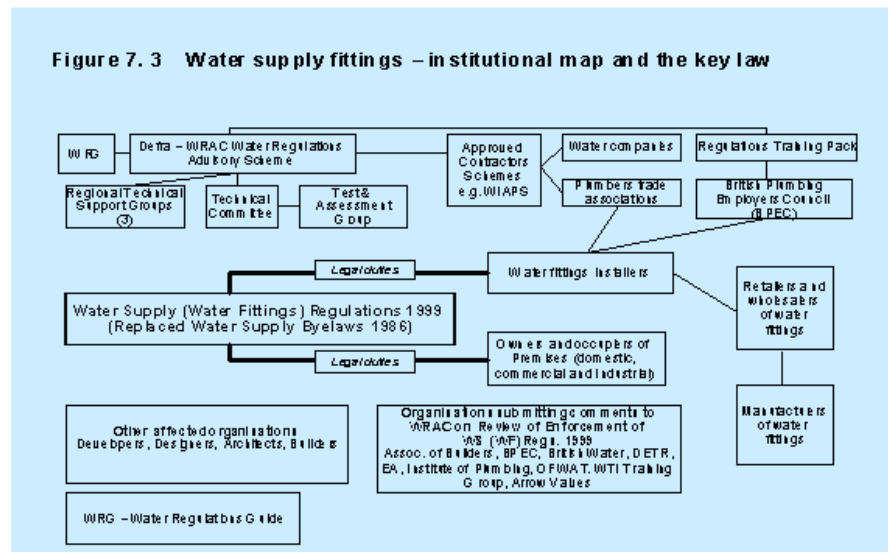 Figure 7. 3 Water supply fittings – institutional map and the key law
WRG
Defra – WRAC Water Regulations
Advisory Scheme
Approved
Contractors
Schemes
e.g. WIAPS
Water companies
Regulations Training Pack
Regional Technical
Support Groups
(3)
Technical
Committee
Test &
Assessment
Group
Plumbers trade
associations
British Plumbing
Employers Council
(BPEC)
Legal duties
Water fittings Installers
Water Supply (Water Fittings) Regulations 1999
(Replaced Water Supply Byelaws 1986)
Retailers and
wholesalers
of water
fittings
Legal duties
Owners and occupiers of
Premises (domestic,
commercial and industrial)
Other affected organisations
Developers, Designers, Architects, Builders
Organisations submitting comments to
WRAC on Review of Enforcement of
WS (WF) Regn. 1999
Assoc. of Builders, BPEC, British Water, DETR,
EA, Institute of Plumbing, OFWAT. WTI Training
Group, Arrow Valves
Manufacturers
of water
fittings
WRG – Water Regulations Guide